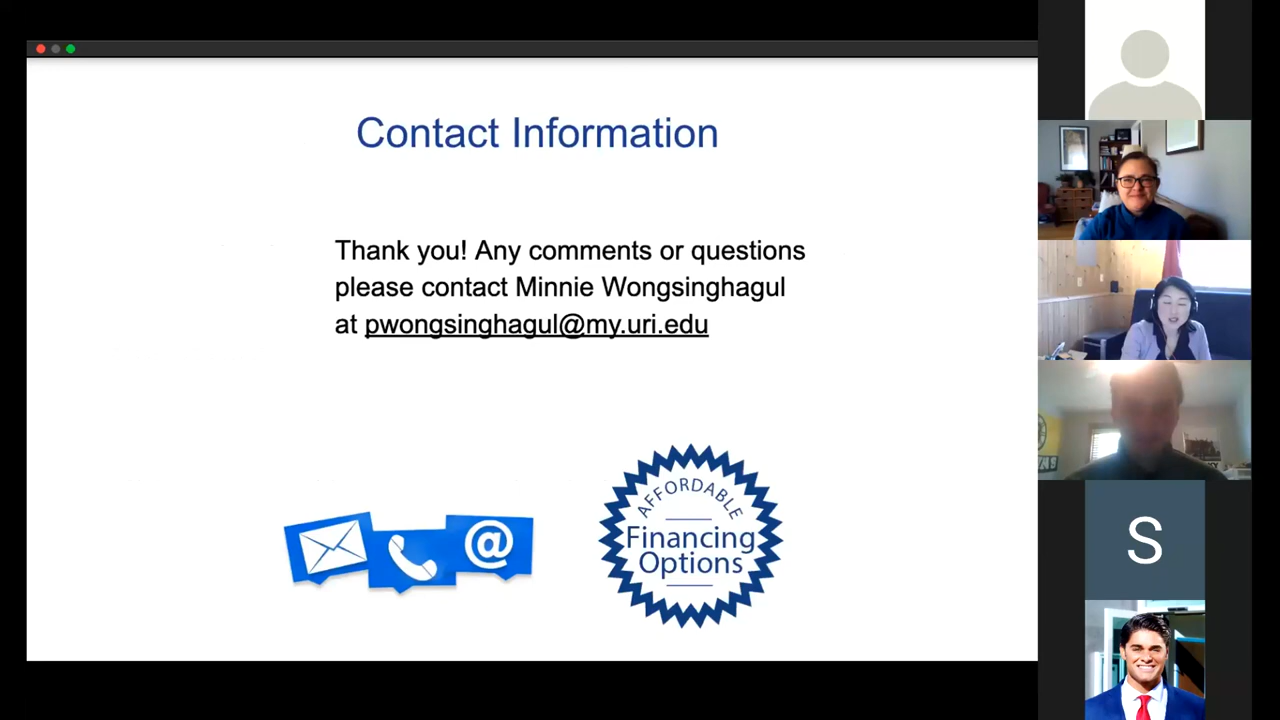 Contact Information
Thank you! Any comments or questions
please contact Minnie Wongsinghagul
at pwongsinghagul@my.uri.edu
@
AFFORDABLE
Financing
Options
S